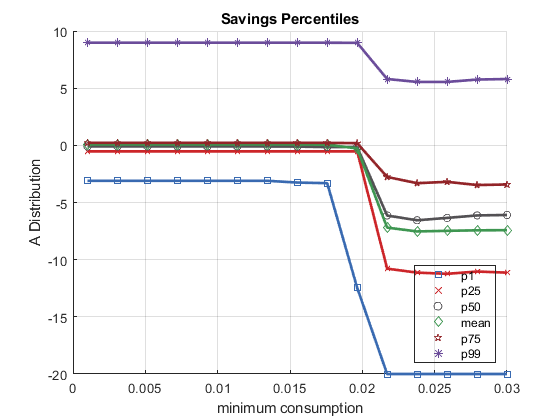 Savings Percentiles
10
5
0
-5
-10
-15
-20
A Distribution
p1
p25
p50
mean
p75
p99
0
0.005
0.01
0.015
0.02
0.025
0.03
minimum consumption